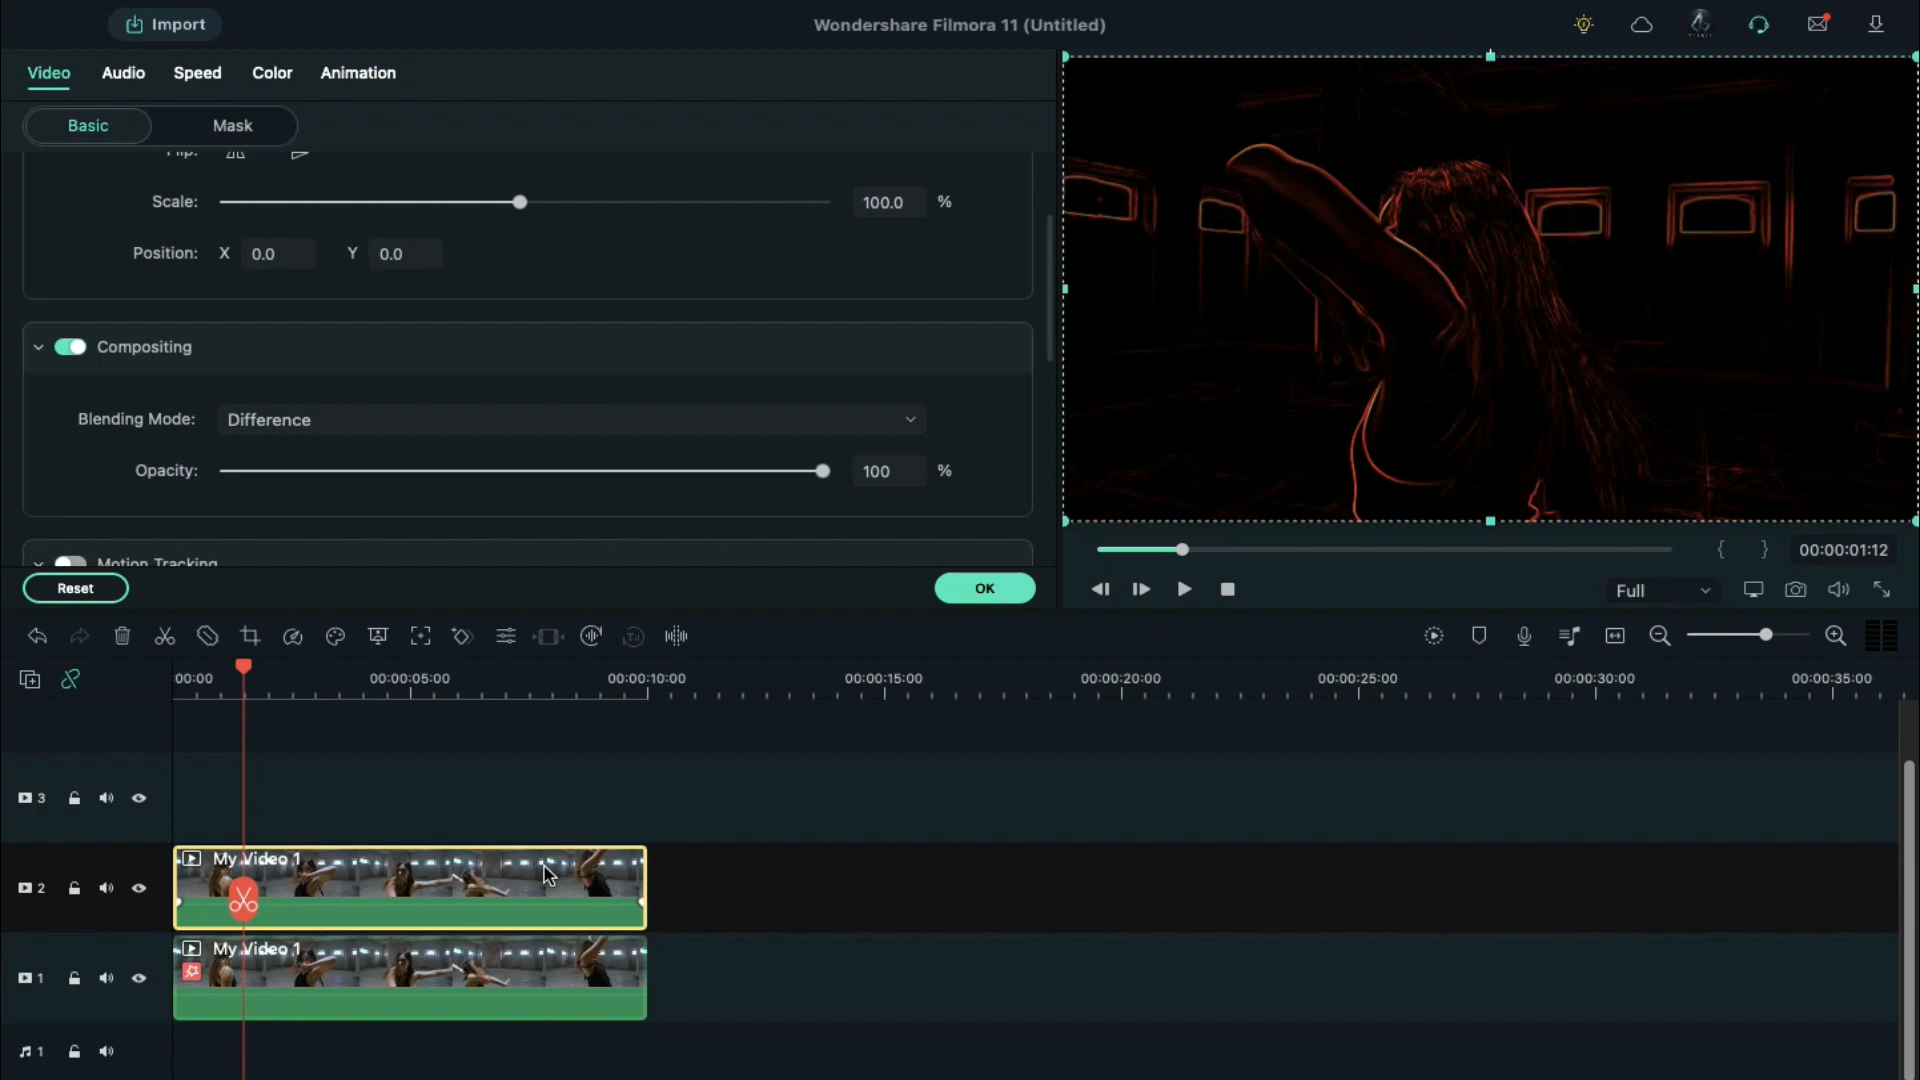 Import
Wondershare Filmora 11 (Untitled)
Video Audio Speed Color Animation
Basic Mask
Flip:
Scale: 100.0 %
Position: X 0.0 Y 0.0
Compositing
Blending Mode: Difference
Opacity: 100 %
Motion Tracking
Reset OK
{ } 00:00:01:12
Full
:00:00 00:00:05:00 00:00:10:00 00:00:15:00 00:00:20:00 00:00:25:00 00:00:30:00 00:00:35:00
3
My Video 1
2
My Video 1
1
1